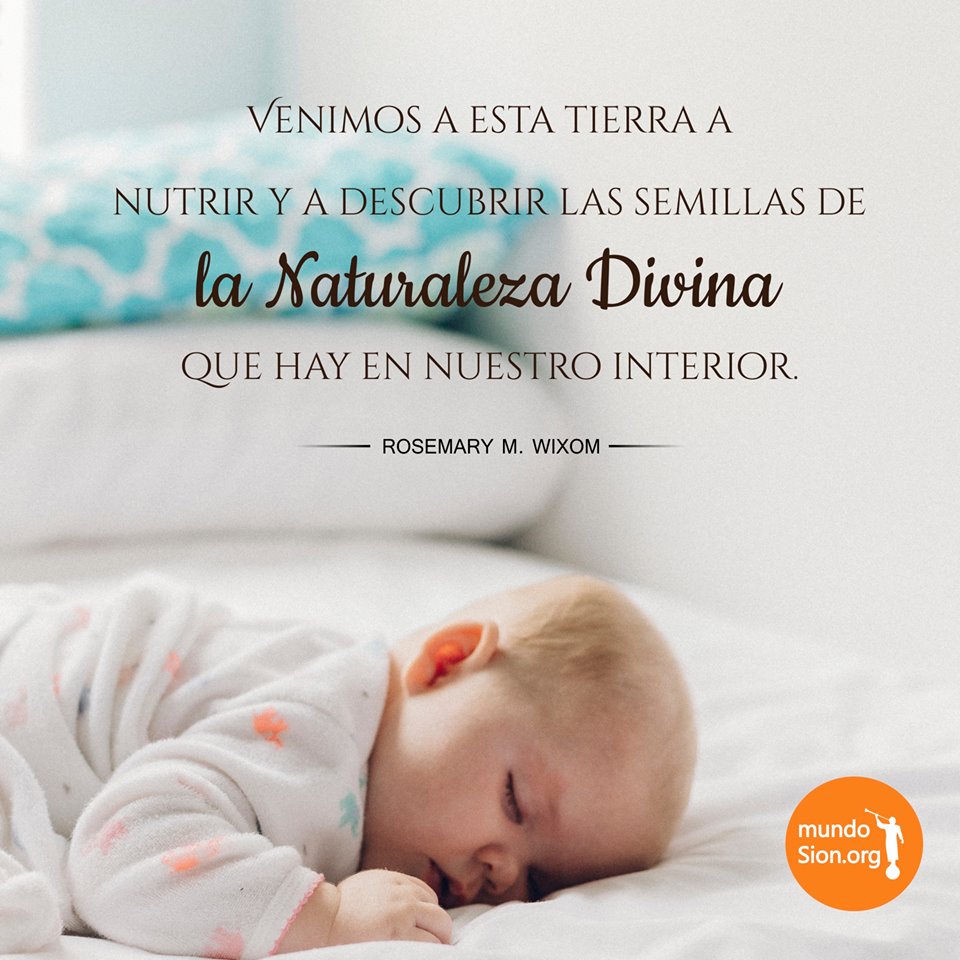 VENIMOS A ESTA TIERRA A
NUTRIR Y A DESCUBRIR LAS SEMILLAS DE
la Naturaleza Divina
QUE HAY EN NUESTRO INTERIOR.
ROSEMARY M. WIXOM
mundo
Sion.org